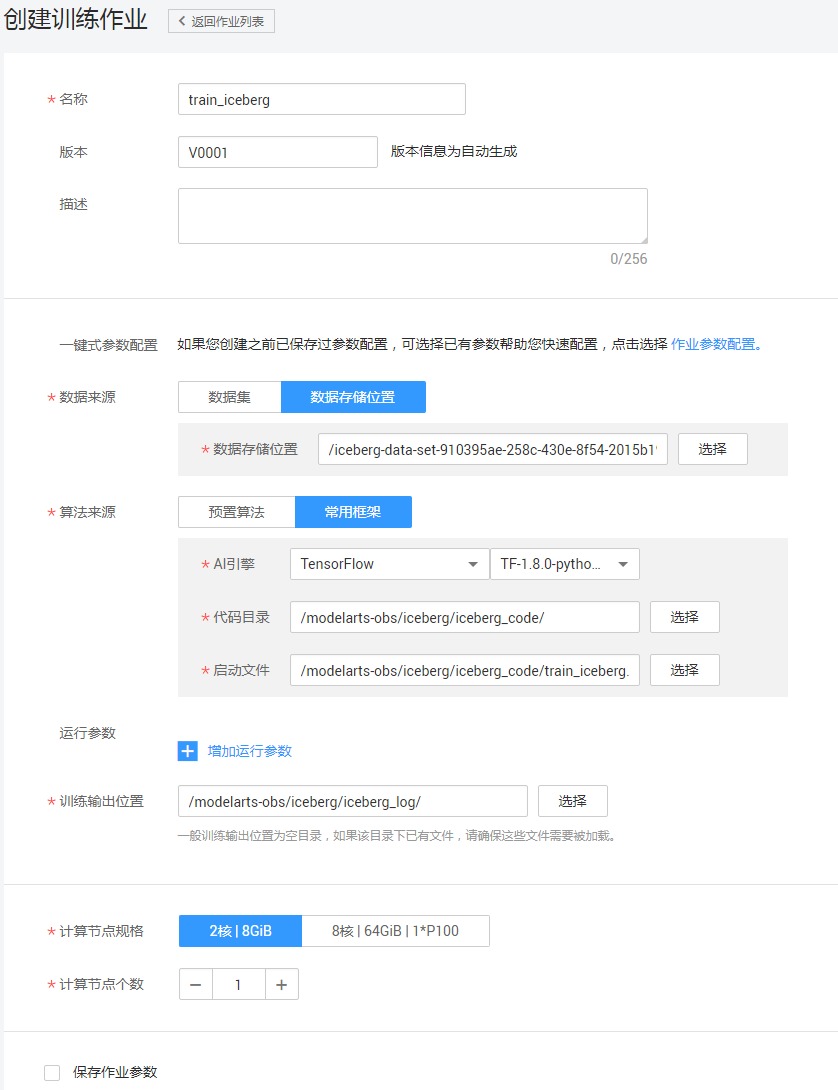 创建训练作业 返回作业列表
* 名称 train_iceberg
版本 V0001 版本信息为自动生成
描述
0/256
一键式参数配置 如果您创建之前已保存过参数配置，可选择已有参数帮助您快速配置，点击选择 作业参数配置。
* 数据来源 数据集 数据存储位置
* 数据存储位置 /iceberg-data-set-910395ae-258c-430e-8f54-2015b1 选择
* 算法来源 预置算法 常用框架
* AI引擎 TensorFlow TF-1.8.0-pytho...
* 代码目录 /modelarts-obs/iceberg/iceberg_code/ 选择
* 启动文件 /modelarts-obs/iceberg/iceberg_code/train_iceberg. 选择
运行参数
增加运行参数
* 训练输出位置 /modelarts-obs/iceberg/iceberg_log/ 选择
一般训练输出位置为空目录，如果该目录下已有文件，请确保这些文件需要被加载。
* 计算节点规格 2核 | 8GiB 8核 | 64GiB | 1*P100
* 计算节点个数 − 1 +
保存作业参数